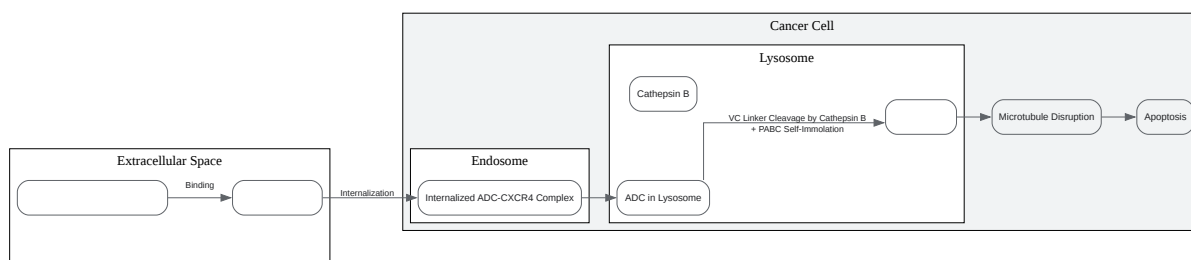 Cancer Cell
Lysosome
Cathepsin B
VC Linker Cleavage by Cathepsin B
+ PABC Self-Immolation
Microtubule Disruption
Apoptosis
Extracellular Space
Binding
Internalization
Endosome
Internalized ADC-CXCR4 Complex
ADC in Lysosome